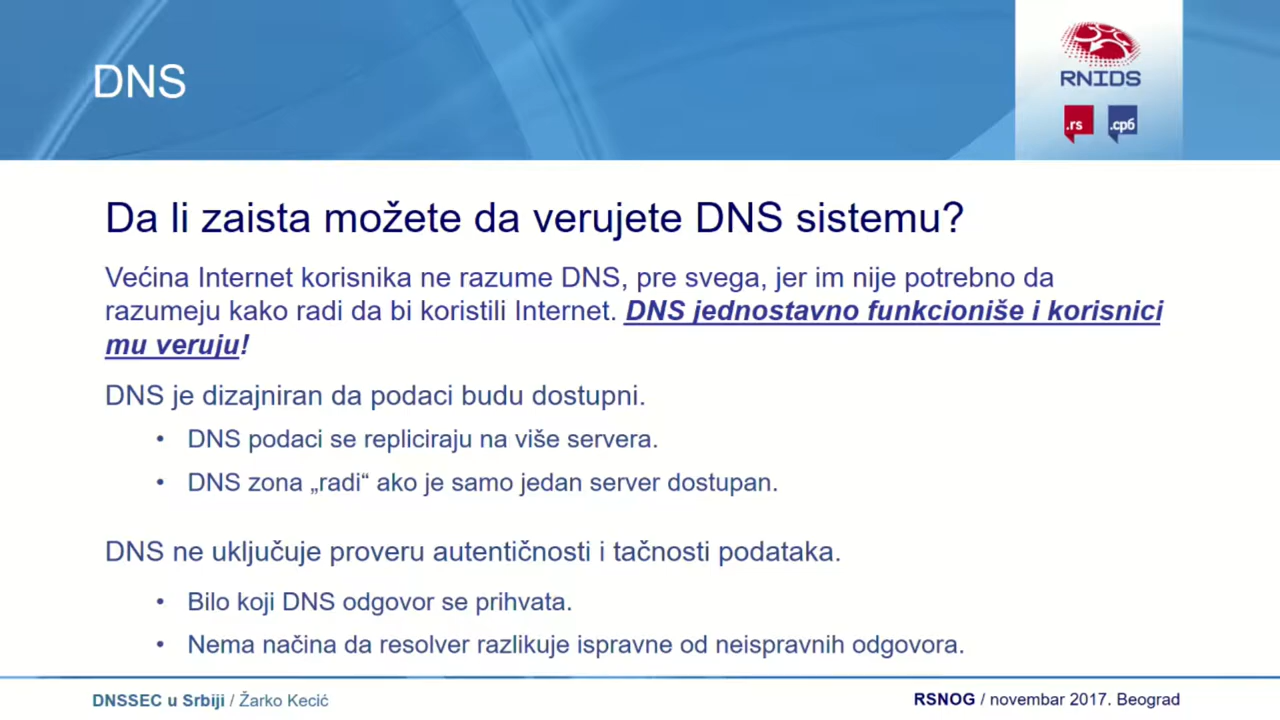 DNS
RNIDS
.rs .срб
Da li zaista možete da verujete DNS sistemu?
Većina Internet korisnika ne razume DNS, pre svega, jer im nije potrebno da
razumeju kako radi da bi koristili Internet. DNS jednostavno funkcioniše i korisnici
mu veruju!
DNS je dizajniran da podaci budu dostupni.
• DNS podaci se repliciraju na više servera.
• DNS zona „radi“ ako je samo jedan server dostupan.
DNS ne uključuje proveru autentičnosti i tačnosti podataka.
• Bilo koji DNS odgovor se prihvata.
• Nema načina da resolver razlikuje ispravne od neispravnih odgovora.
DNSSEC u Srbiji / Žarko Kecić
RSNOG / novembar 2017. Beograd